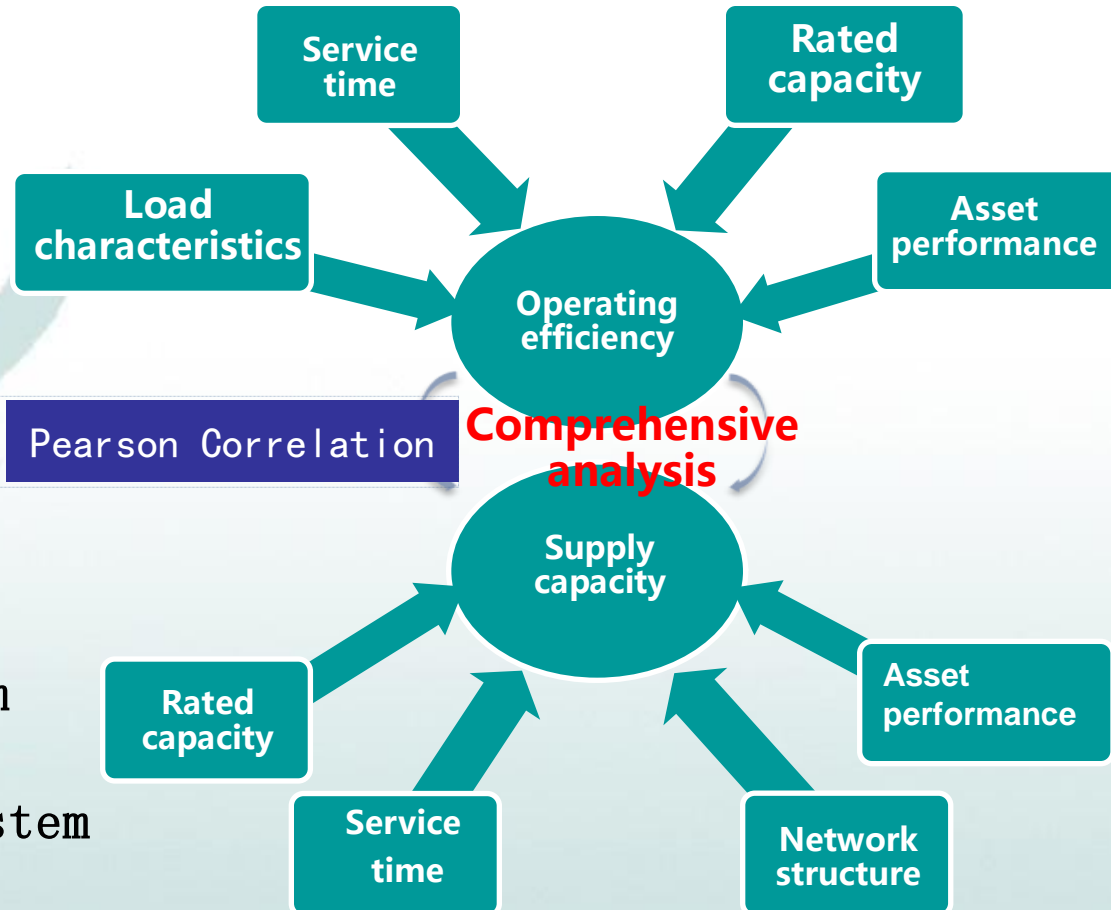 Service
time
Rated
capacity
Load
characteristics
Asset
performance
Operating
efficiency
Pearson Correlation
Comprehensive
analysis
Supply
capacity
Rated
capacity
Asset
performance
Service
time
Network
structure